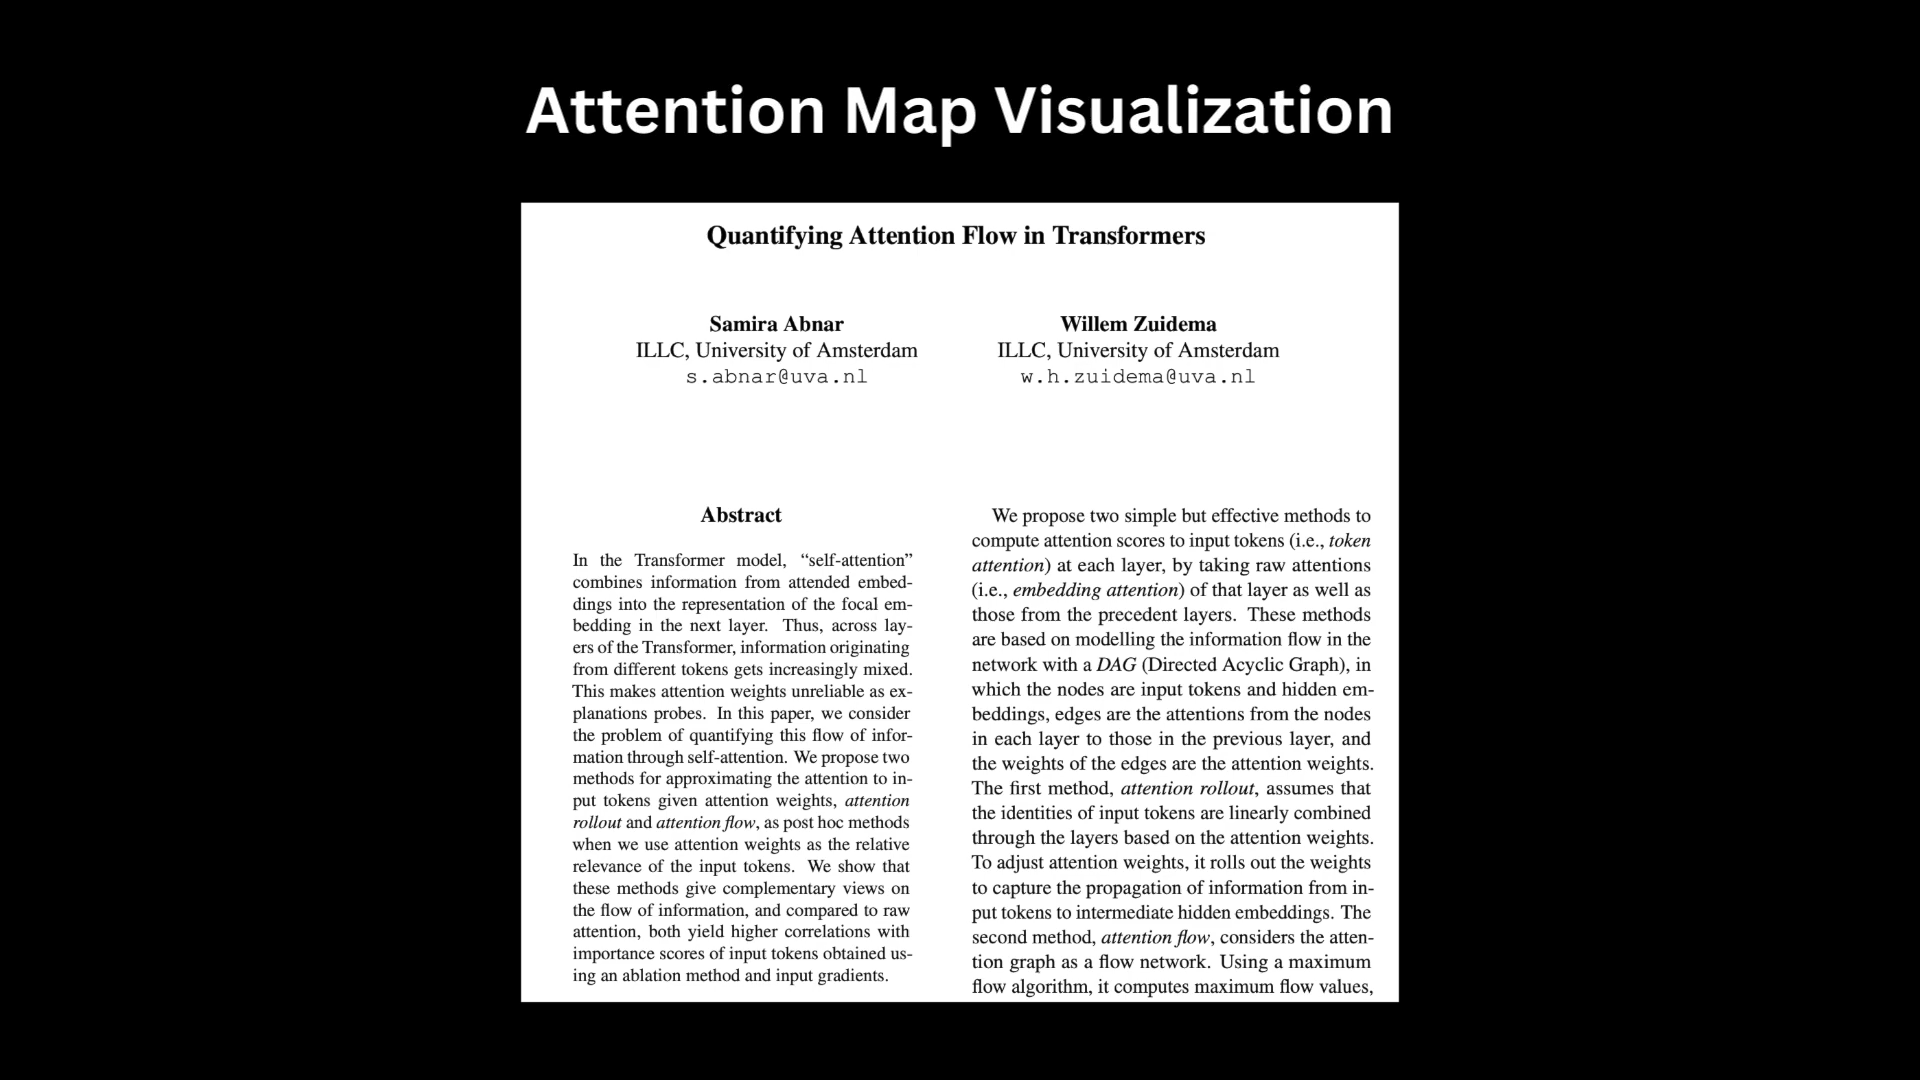 Attention Map Visualization
Quantifying Attention Flow in Transformers
Samira Abnar
ILLC, University of Amsterdam
s.abnar@uva.nl
Willem Zuidema
ILLC, University of Amsterdam
w.h.zuidema@uva.nl
Abstract
In the Transformer model, “self-attention”
combines information from attended embed-
dings into the representation of the focal em-
bedding in the next layer. Thus, across lay-
ers of the Transformer, information originating
from different tokens gets increasingly mixed.
This makes attention weights unreliable as ex-
planations probes. In this paper, we consider
the problem of quantifying this flow of infor-
mation through self-attention. We propose two
methods for approximating the attention to in-
put tokens given attention weights, attention
rollout and attention flow, as post hoc methods
when we use attention weights as the relative
relevance of the input tokens. We show that
these methods give complementary views on
the flow of information, and compared to raw
attention, both yield higher correlations with
importance scores of input tokens obtained us-
ing an ablation method and input gradients.
We propose two simple but effective methods to
compute attention scores to input tokens (i.e., token
attention) at each layer, by taking raw attentions
(i.e., embedding attention) of that layer as well as
those from the precedent layers. These methods
are based on modelling the information flow in the
network with a DAG (Directed Acyclic Graph), in
which the nodes are input tokens and hidden em-
beddings, edges are the attentions from the nodes
in each layer to those in the previous layer, and
the weights of the edges are the attention weights.
The first method, attention rollout, assumes that
the identities of input tokens are linearly combined
through the layers based on the attention weights.
To adjust attention weights, it rolls out the weights
to capture the propagation of information from in-
put tokens to intermediate hidden embeddings. The
second method, attention flow, considers the atten-
tion graph as a flow network. Using a maximum
flow algorithm, it computes maximum flow values,